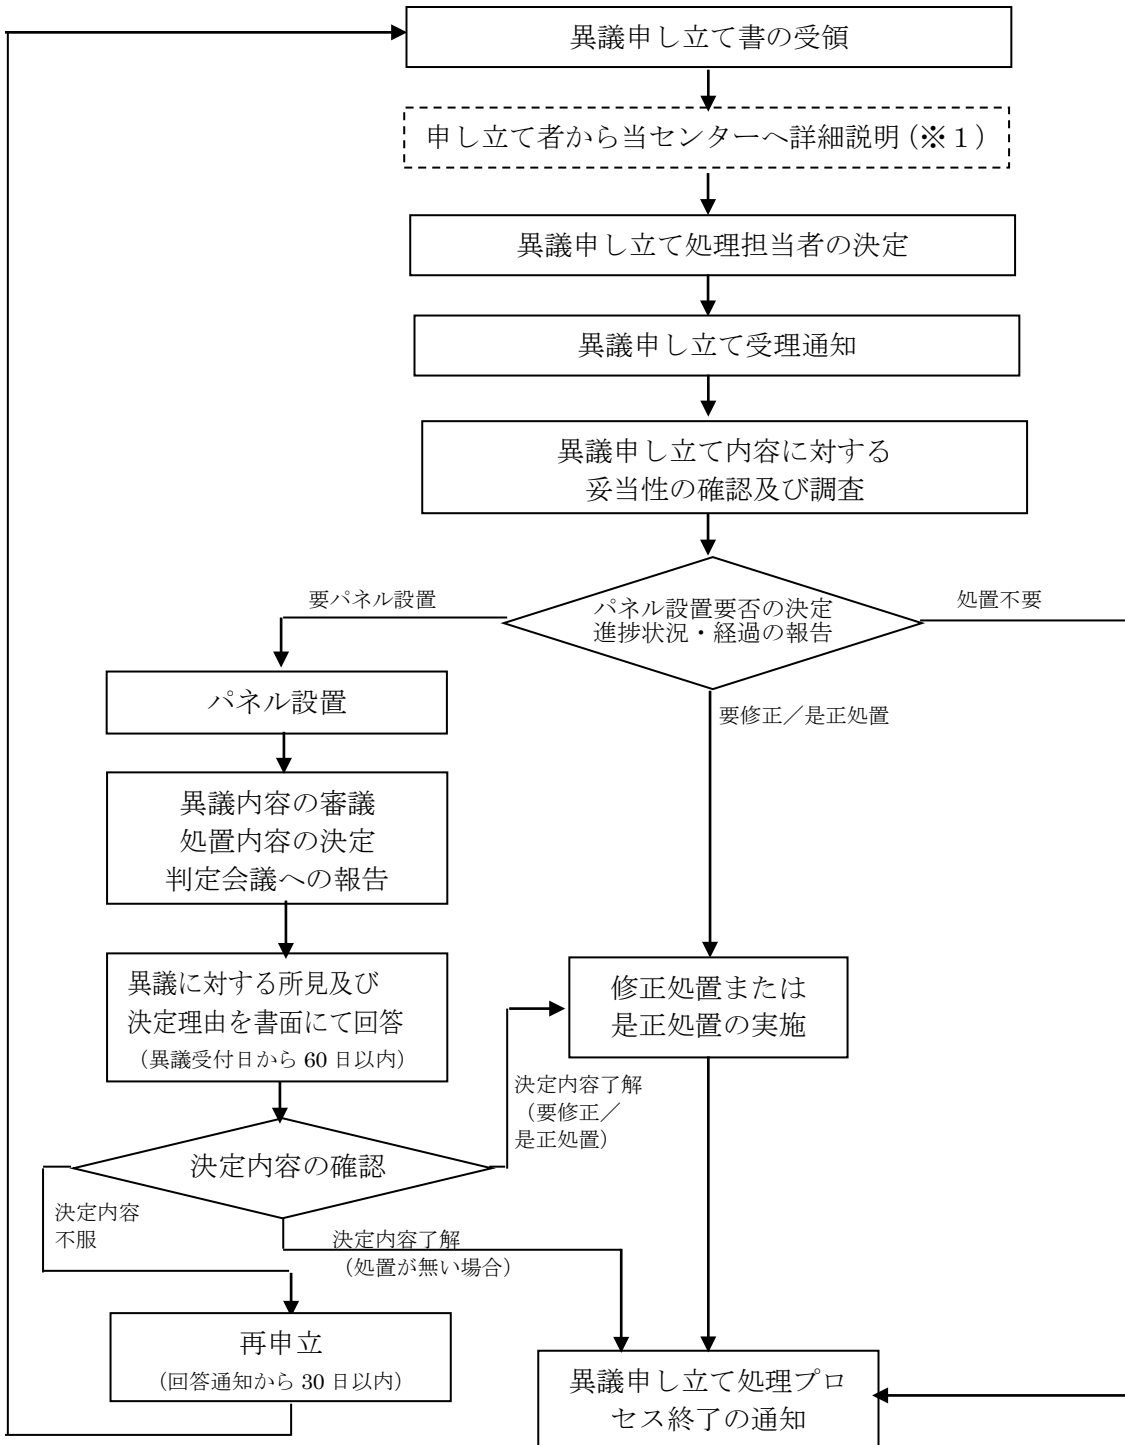 異議申し立て書の受領
申し立て者から当センターへ詳細説明(※１)
異議申し立て処理担当者の決定
異議申し立て受理通知
異議申し立て内容に対する
妥当性の確認及び調査
要パネル設置
パネル設置要否の決定
進捗状況・経過の報告
処置不要
パネル設置
要修正／是正処置
異議内容の審議
処置内容の決定
判定会議への報告
異議に対する所見及び
決定理由を書面にて回答
（異議受付日から 60 日以内）
修正処置または
是正処置の実施
決定内容了解
（要修正／
是正処置）
決定内容の確認
決定内容
不服
決定内容了解
（処置が無い場合）
再申立
（回答通知から 30 日以内）
異議申し立て処理プロ
セス終了の通知